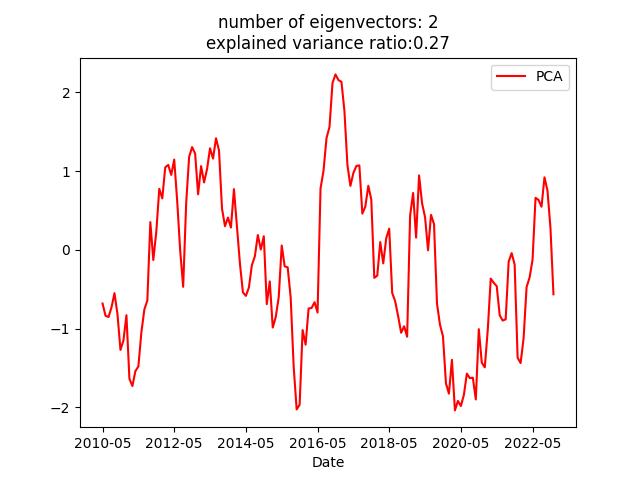 number of eigenvectors: 2
explained variance ratio:0.27
PCA
2
1
0
−1
−2
2010-05 2012-05 2014-05 2016-05 2018-05 2020-05 2022-05
Date